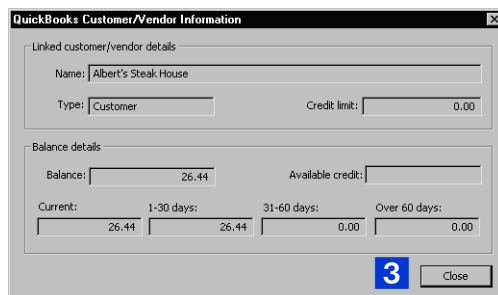 QuickBooks Customer/Vendor Information
Linked customer/vendor details
Name: Albert's Steak House
Type: Customer Credit limit: 0.00
Balance details
Balance: 26.44 Available credit:
Current: 1-30 days: 31-60 days: Over 60 days:
26.44 26.44 0.00 0.00
3 Close